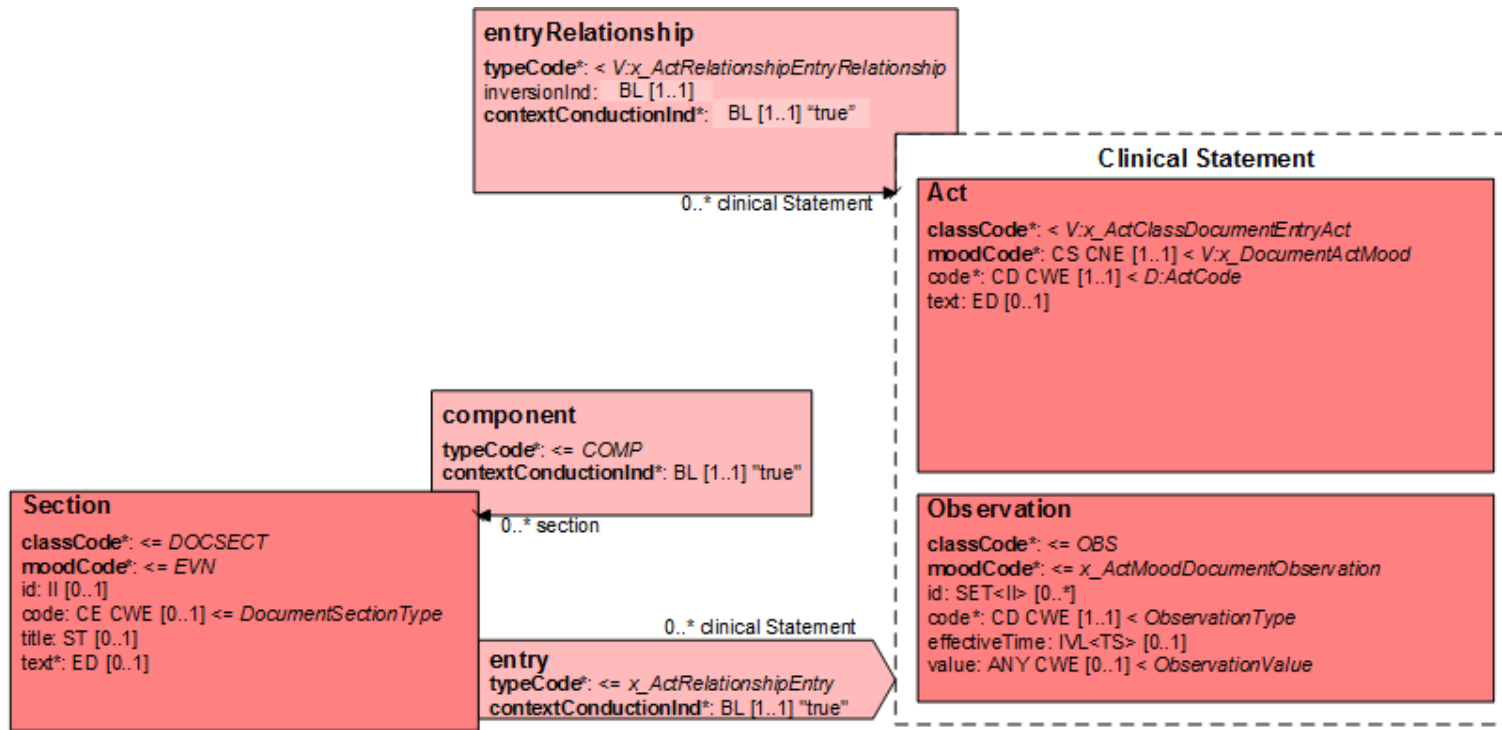 entryRelationship
typeCode*: < V:x_ActRelationshipEntryRelationship
inversionInd: BL [1..1]
contextConductionInd*: BL [1..1] “true”
0..* clinical Statement
Clinical Statement
Act
classCode*: < V:x_ActClassDocumentEntryAct
moodCode*: CS CNE [1..1] < V:x_DocumentActMood
code*: CD CWE [1..1] < D:ActCode
text: ED [0..1]
component
typeCode*: <= COMP
contextConductionInd*: BL [1..1] "true"
0..* section
Section
classCode*: <= DOCSECT
moodCode*: <= EVN
id: II [0..1]
code: CE CWE [0..1] <= DocumentSectionType
title: ST [0..1]
text*: ED [0..1]
Observation
classCode*: <= OBS
moodCode*: <= x_ActMoodDocumentObservation
id: SET<II> [0..*]
code*: CD CWE [1..1] < ObservationType
effectiveTime: IVL<TS> [0..1]
value: ANY CWE [0..1] < ObservationValue
0..* clinical Statement
entry
typeCode*: <= x_ActRelationshipEntry
contextConductionInd*: BL [1..1] "true"